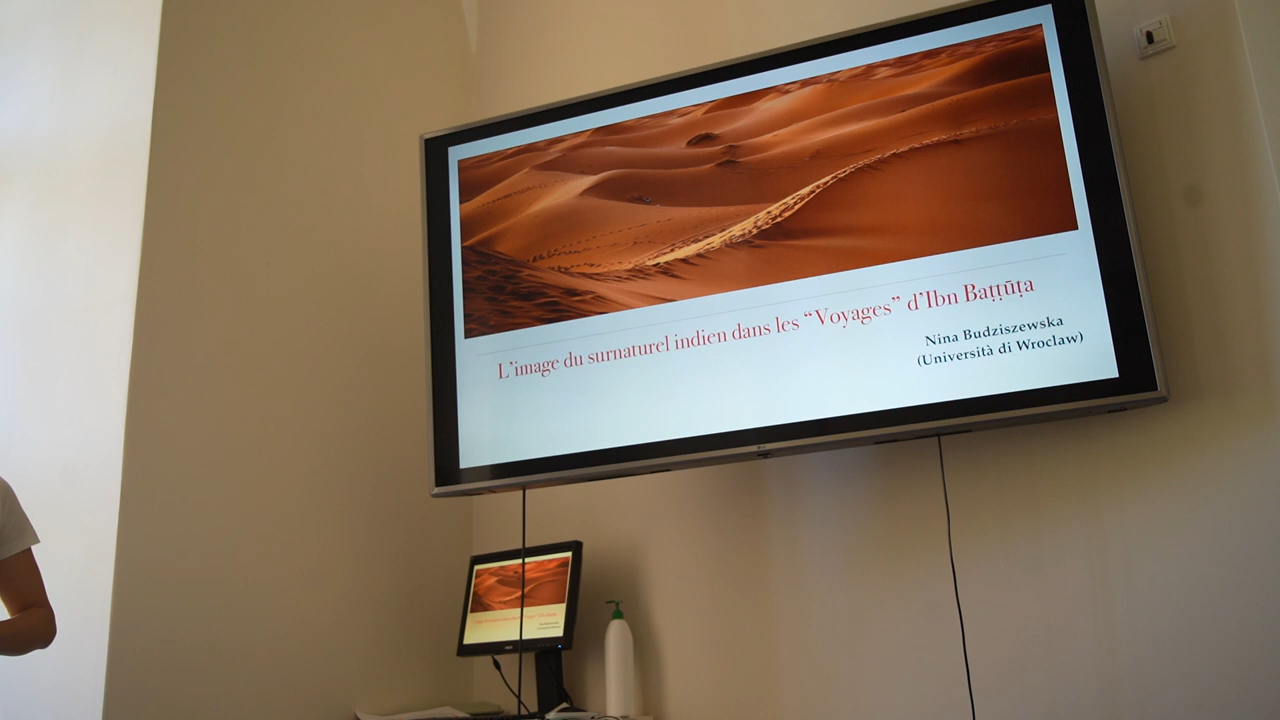 L’image du surnaturel indien dans les “Voyages” d’Ibn Baṭṭūṭa
Nina Budziszewska
(Università di Wroclaw)